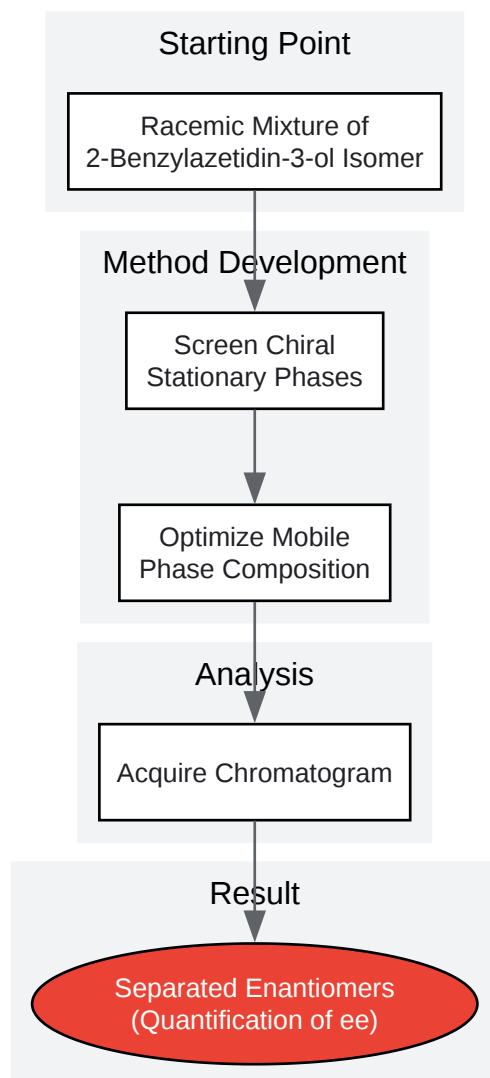 Starting Point
Racemic Mixture of
2-Benzylazetidin-3-ol Isomer
Method Development
Screen Chiral
Stationary Phases
Optimize Mobile
Phase Composition
Analysis
Acquire Chromatogram
Result
Separated Enantiomers
(Quantification of ee)